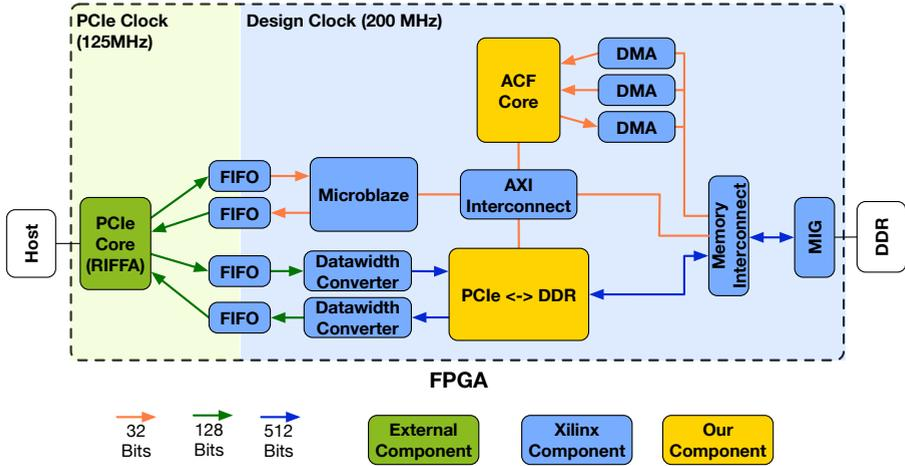 PCIe Clock
(125MHz)
Design Clock (200 MHz)
ACF
Core
DMA
DMA
DMA
FIFO
FIFO
Microblaze
AXI
Interconnect
Host
PCIe
Core
(RIFFA)
FIFO
Datawidth
Converter
FIFO
Datawidth
Converter
PCIe <-> DDR
Memory
Interconnect
MIG
DDR
FPGA
32
Bits
128
Bits
512
Bits
External
Component
Xilinx
Component
Our
Component